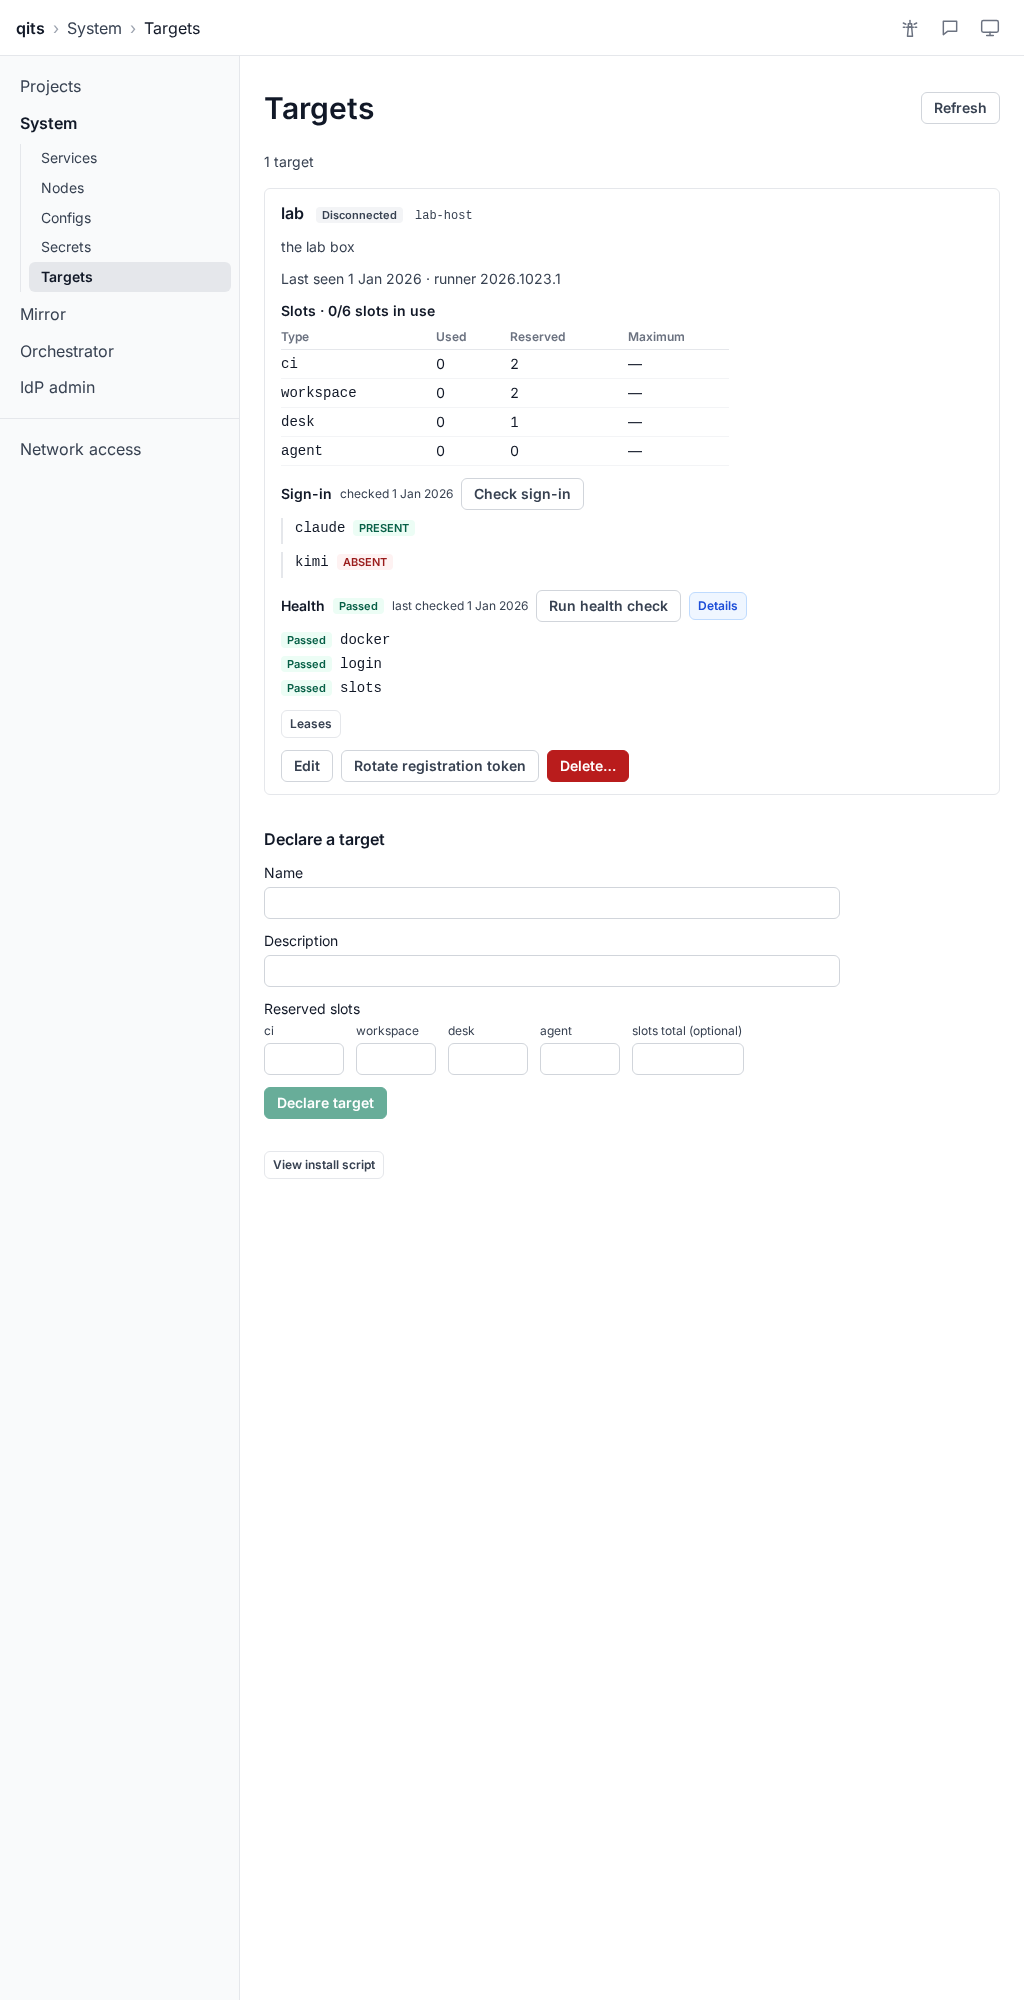 qits › System › Targets
Projects
System
Services
Nodes
Configs
Secrets
Targets
Mirror
Orchestrator
IdP admin
Network access
Targets
Refresh
1 target
lab Disconnected lab-host
the lab box
Last seen 1 Jan 2026 · runner 2026.1023.1
Slots · 0/6 slots in use
Type Used Reserved Maximum
ci 0 2 —
workspace 0 2 —
desk 0 1 —
agent 0 0 —
Sign-in checked 1 Jan 2026 Check sign-in
claude PRESENT
kimi ABSENT
Health Passed last checked 1 Jan 2026 Run health check Details
Passed docker
Passed login
Passed slots
Leases
Edit Rotate registration token Delete…
Declare a target
Name
Description
Reserved slots
ci workspace desk agent slots total (optional)
Declare target
View install script